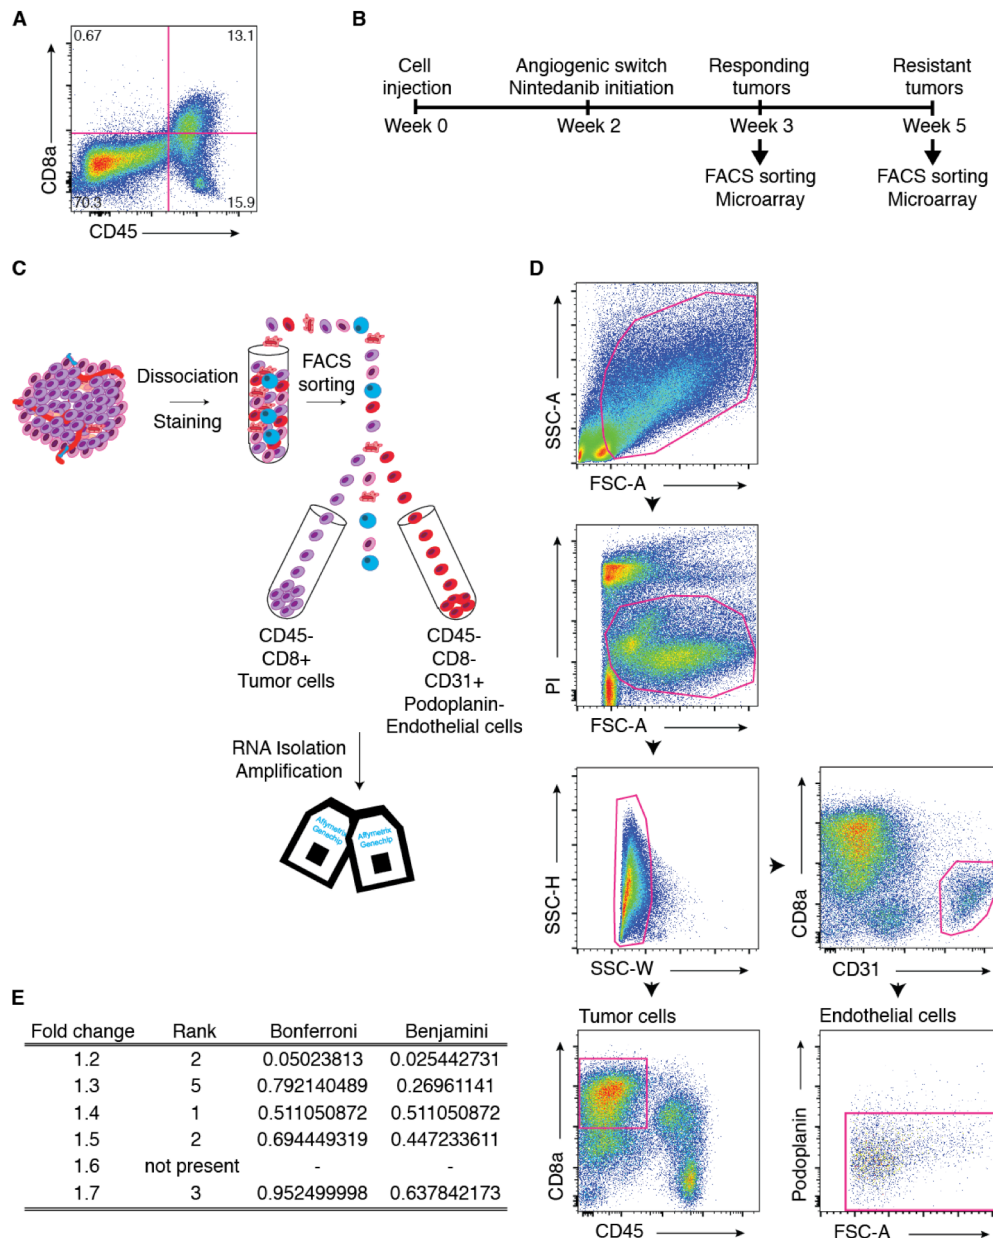 A
0.67 13.1
CD8a
70.3 15.9
CD45
B
Cell injection
Angiogenic switch
Nintedanib initiation
Responding tumors
Resistant tumors
Week 0 Week 2 Week 3 Week 5
FACS sorting
Microarray
FACS sorting
Microarray
C
Dissociation
Staining
FACS sorting
CD45-
CD8+
Tumor cells
CD45-
CD8-
CD31+
Podoplanin-
Endothelial cells
RNA Isolation
Amplification
Affymetrix
Genechip
Affymetrix
Genechip
D
SSC-A
FSC-A
PI
FSC-A
SSC-H
SSC-W
CD8a
CD31
Tumor cells
CD8a
CD45
Endothelial cells
Podoplanin
FSC-A
E
Fold change Rank Bonferroni Benjamini
1.2 2 0.05023813 0.025442731
1.3 5 0.792140489 0.26961141
1.4 1 0.511050872 0.511050872
1.5 2 0.694449319 0.447233611
1.6 not present - -
1.7 3 0.952499998 0.637842173